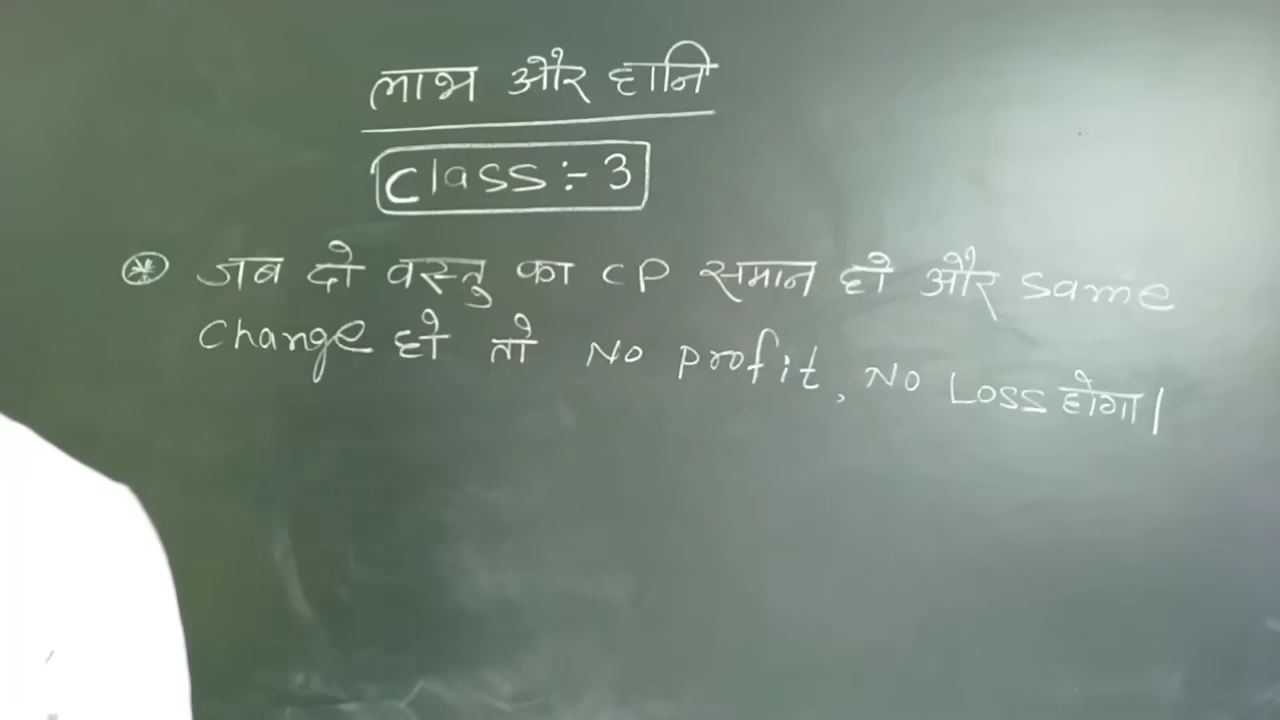 लाभ और हानि
Class :- 3
* जब दो वस्तु का CP समान हो और Same
Change हो तो No profit, No Loss होगा।